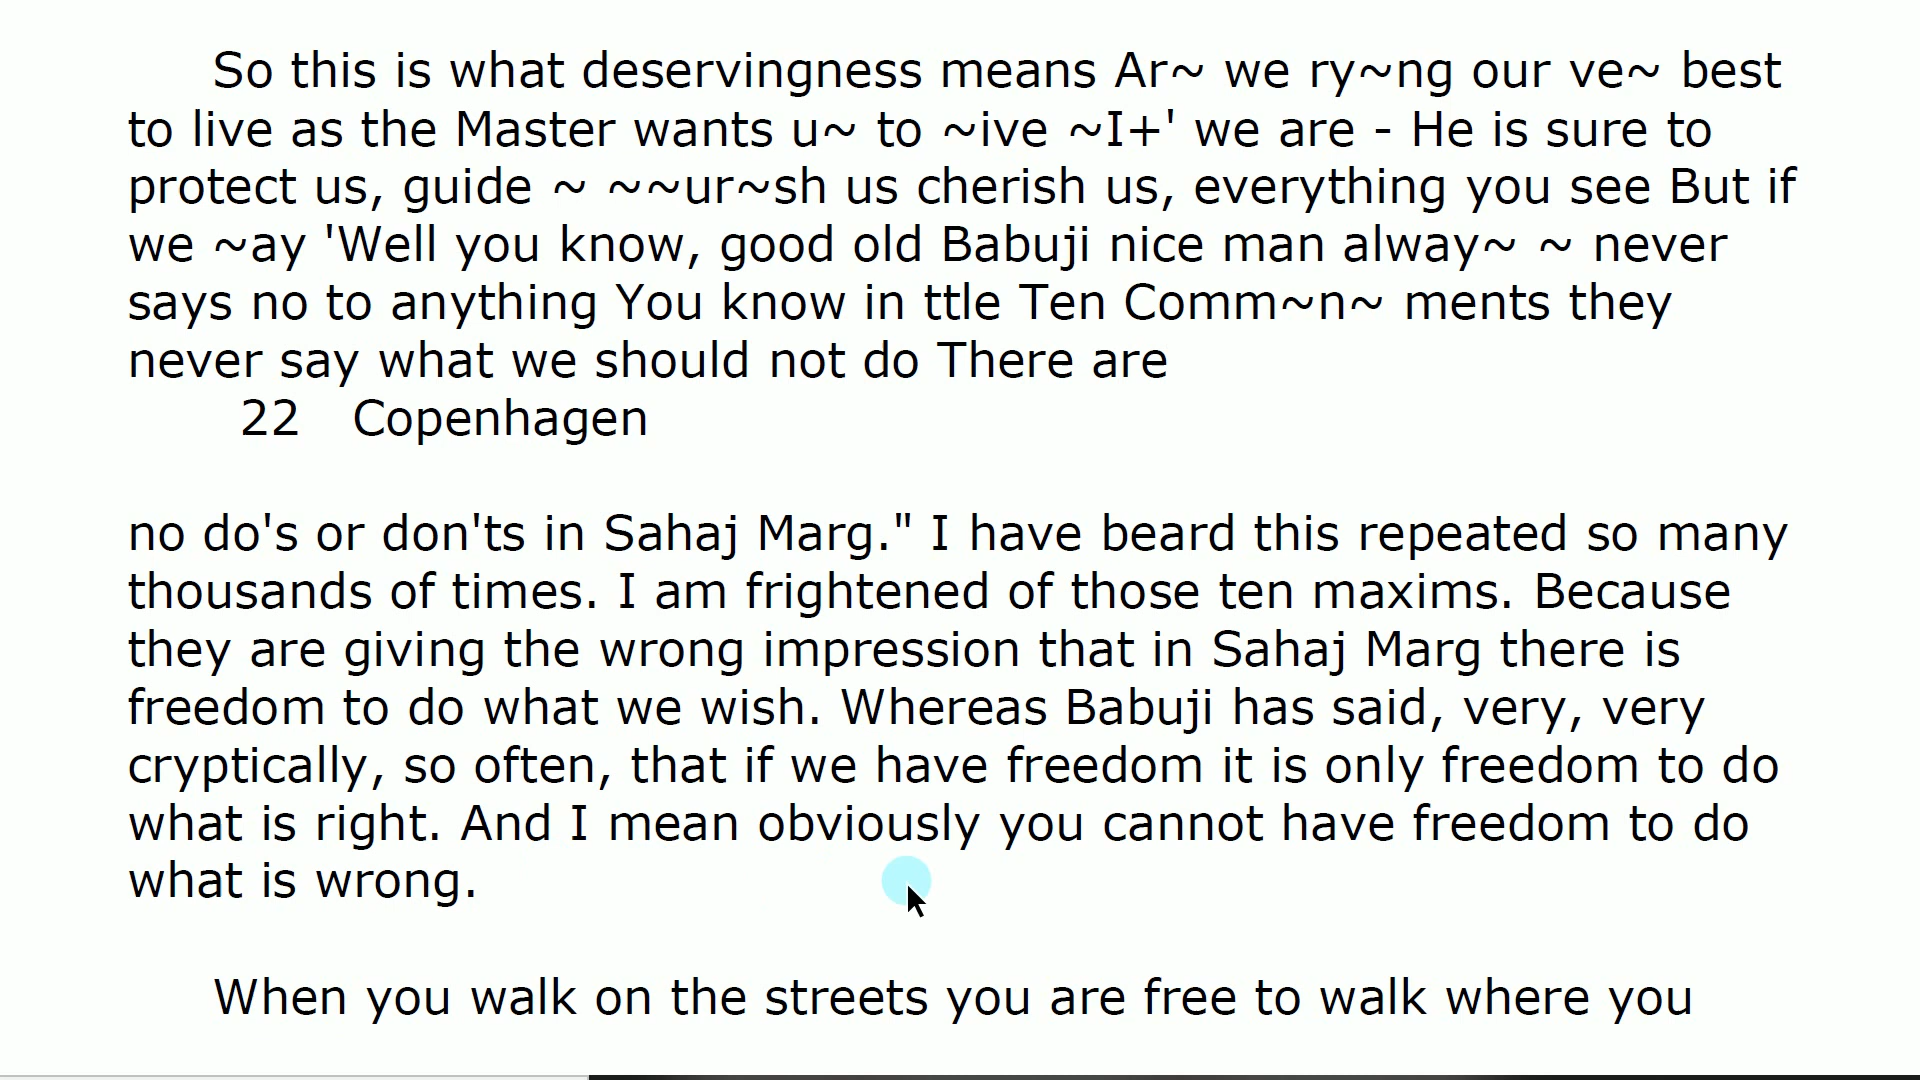 So this is what deservingness means Ar~ we ry~ng our ve~ best
to live as the Master wants u~ to ~ive ~I+' we are - He is sure to
protect us, guide ~ ~~ur~sh us cherish us, everything you see But if
we ~ay 'Well you know, good old Babuji nice man alway~ ~ never
says no to anything You know in ttle Ten Comm~n~ ments they
never say what we should not do There are
22 Copenhagen
no do's or don'ts in Sahaj Marg." I have beard this repeated so many
thousands of times. I am frightened of those ten maxims. Because
they are giving the wrong impression that in Sahaj Marg there is
freedom to do what we wish. Whereas Babuji has said, very, very
cryptically, so often, that if we have freedom it is only freedom to do
what is right. And I mean obviously you cannot have freedom to do
what is wrong.
When you walk on the streets you are free to walk where you